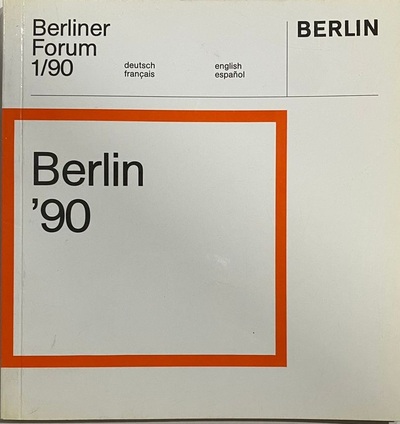 Berliner
Forum
1/90
deutsch
français
english
español
BERLIN
Berlin
’90